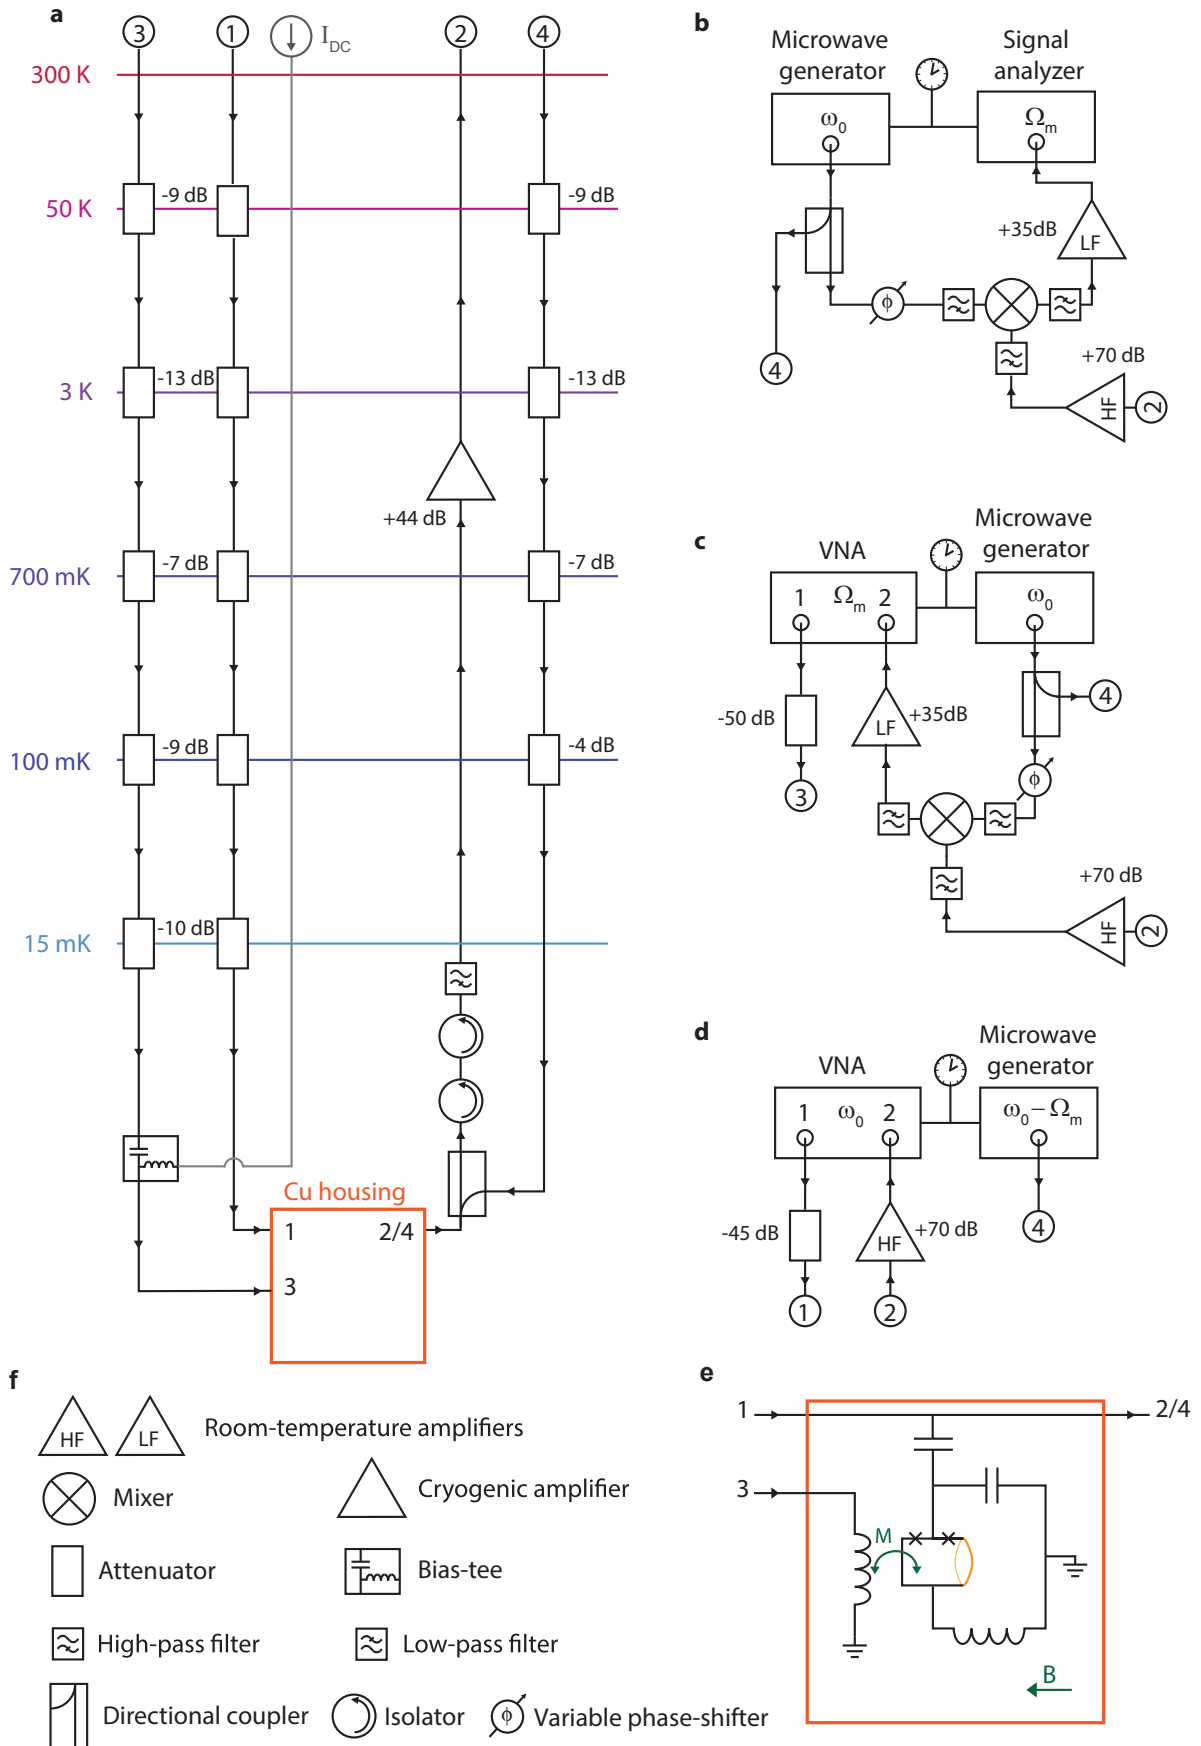 a
3 1 I_DC 2 4
300 K
50 K -9 dB -9 dB
3 K -13 dB -13 dB
+44 dB
700 mK -7 dB -7 dB
100 mK -9 dB -4 dB
15 mK -10 dB
Cu housing
1 2/4
3
b
Microwave
generator
Signal
analyzer
ω₀ Ωₘ
+35dB
LF
ϕ
4
+70 dB
HF
2
c
VNA
Microwave
generator
1 Ωₘ 2 ω₀
-50 dB
LF
+35dB
4
3
ϕ
+70 dB
HF
2
d
VNA
Microwave
generator
1 ω₀ 2 ω₀ – Ωₘ
-45 dB
HF
+70 dB
4
1 2
e
1 2/4
3
M
B
f
HF LF Room-temperature amplifiers
Mixer Cryogenic amplifier
Attenuator Bias-tee
High-pass filter Low-pass filter
Directional coupler Isolator ϕ Variable phase-shifter